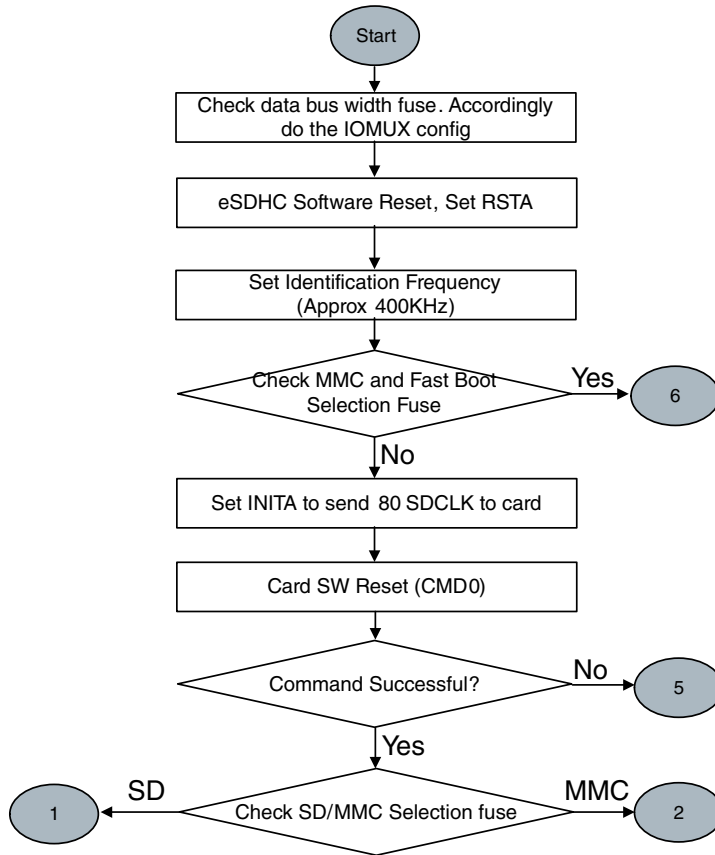 Start
Check data bus width fuse. Accordingly
do the IOMUX config
eSDHC Software Reset, Set RSTA
Set Identification Frequency
(Approx 400KHz)
Check MMC and Fast Boot
Selection Fuse
Yes
6
No
Set INITA to send 80 SDCLK to card
Card SW Reset (CMD0)
Command Successful?
No
5
Yes
SD
MMC
1
Check SD/MMC Selection fuse
2